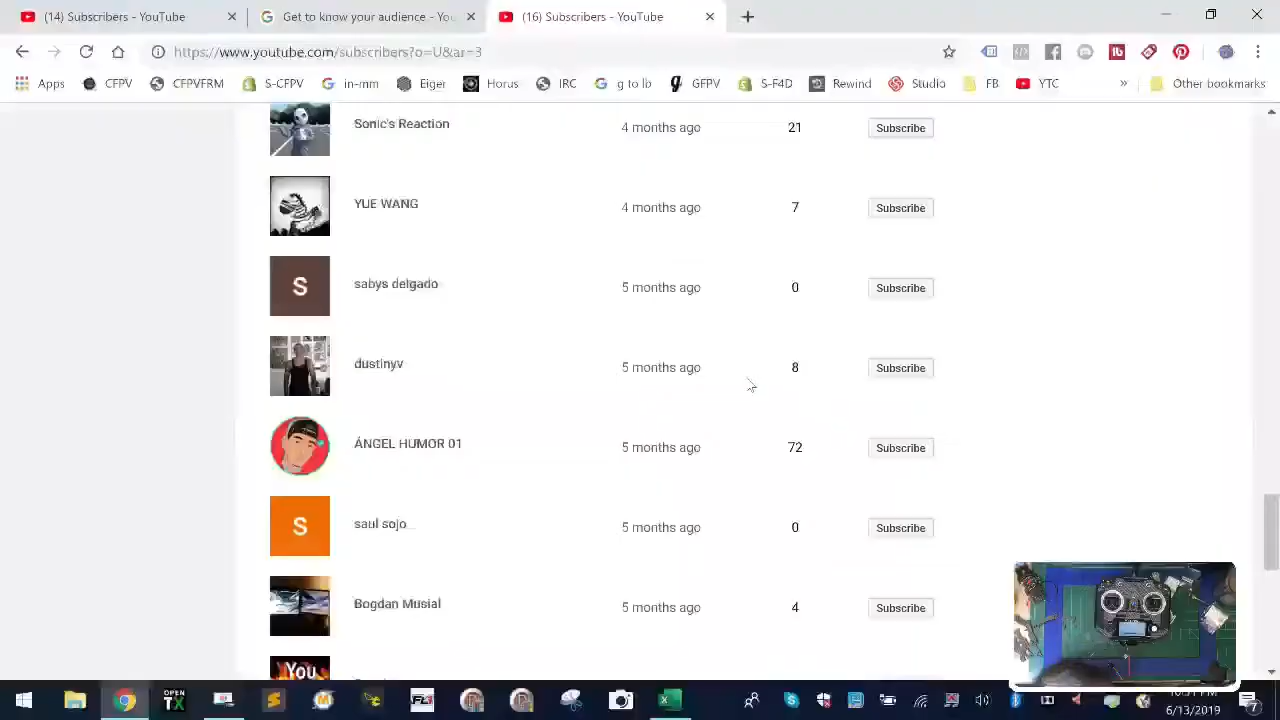 (14) Subscribers - YouTube
Get to know your audience - You
(16) Subscribers - YouTube
https://www.youtube.com/subscribers?o=U&ar=3
Apps CFPV CFPVFRM S-CFPV in-mm Eiger Horus IRC g to lb GFPV S-F4D Rewind Studio FB YTC » Other bookmarks
Sonic's Reaction 4 months ago 21 Subscribe
YUE WANG 4 months ago 7 Subscribe
S sabys delgado 5 months ago 0 Subscribe
dustinyv 5 months ago 8 Subscribe
ÁNGEL HUMOR 01 5 months ago 72 Subscribe
S saul sojo 5 months ago 0 Subscribe
Bogdan Musial 5 months ago 4 Subscribe
You
OPEN
TX
6/13/2019